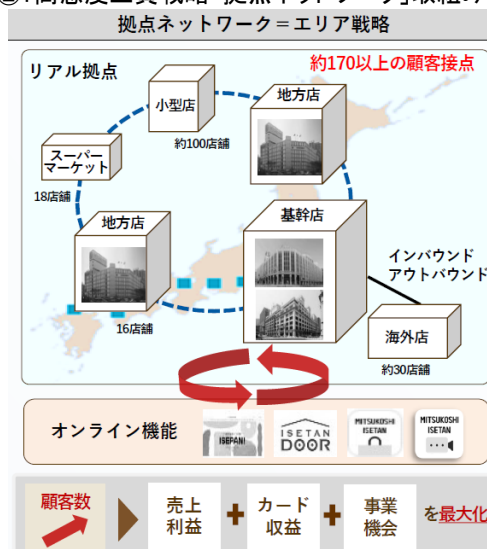 拠点ネットワーク=エリア戦略
リアル拠点
約170以上の顧客接点
小型店
約100店舗
地方店
スーパー
マーケット
18店舗
地方店
16店舗
基幹店
インバウンド
アウトバウンド
海外店
約30店舗
オンライン機能
ISEPAN!
ISETAN
DOOR
MITSUKOSHI
ISETAN
MITSUKOSHI
ISETAN
顧客数
売上
利益
+
カード
収益
+
事業
機会
を最大化